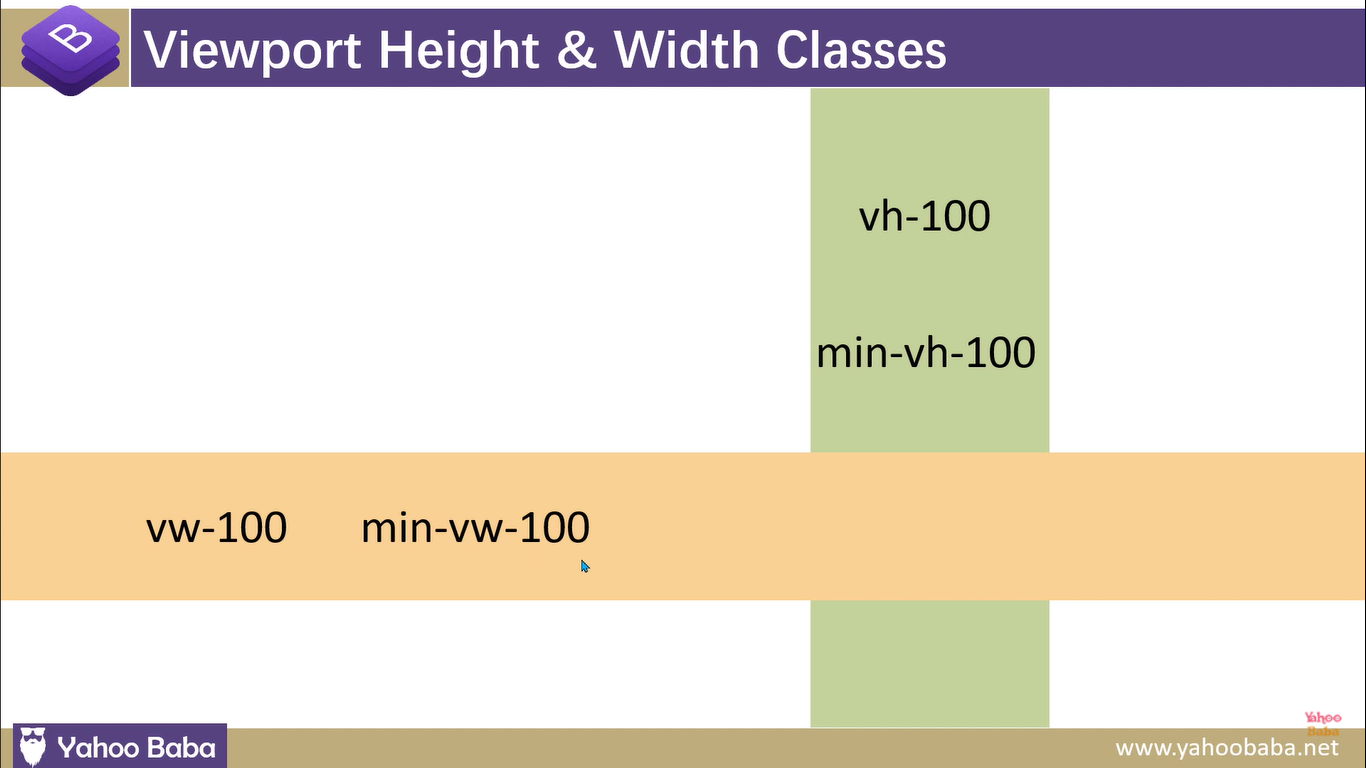 B
Viewport Height & Width Classes
vh-100
min-vh-100
vw-100 min-vw-100
Yahoo Baba
Yahoo
Baba
www.yahoobaba.net